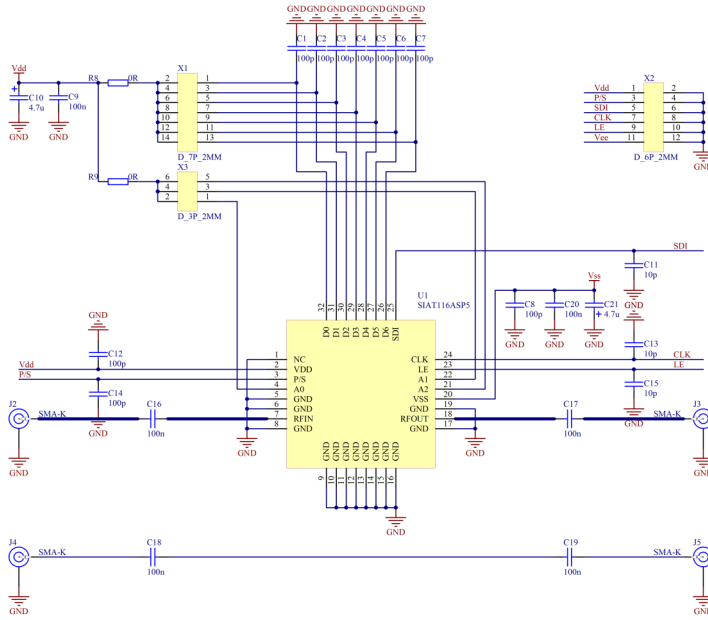 GND GND GND GND GND GND GND
C1 C2 C3 C4 C5 C6 C7
100p 100p 100p 100p 100p 100p 100p
Vdd
C10
4.7u
GND
C9
100n
GND
R8 0R
X1
2 1
4 3
6 5
8 7
10 9
12 11
14 13
D_7P_2MM
R9 0R
X3
6 5
4 3
2 1
D_3P_2MM
X2
Vdd 1 2
P/S 3 4
SDI 5 6
CLK 7 8
LE 9 10
Vee 11 12
D_6P_2MM
GND
SDI
C11
10p
GND
Vss
C8
100p
GND
C20
100n
GND
C21
4.7u
GND
U1
SIAT116ASP5
32 31 30 29 28 27 26 25
D0 D1 D2 D3 D4 D5 D6 SDI
1 NC
2 VDD
3 P/S
4 A0
5 GND
6 GND
7 RFIN
8 GND
CLK 24
LE 23
A1 22
A2 21
VSS 20
GND 19
RFOUT 18
GND 17
GND GND GND GND GND GND GND GND
9 10 11 12 13 14 15 16
GND
GND
C12
100p
Vdd
P/S
C14
100p
GND
C13
10p
CLK
LE
C15
10p
GND
J2
SMA-K
GND
C16
100n
GND
GND
C17
100n
SMA-K
J3
GND
J4
SMA-K
GND
C18
100n
C19
100n
SMA-K
J5
GND